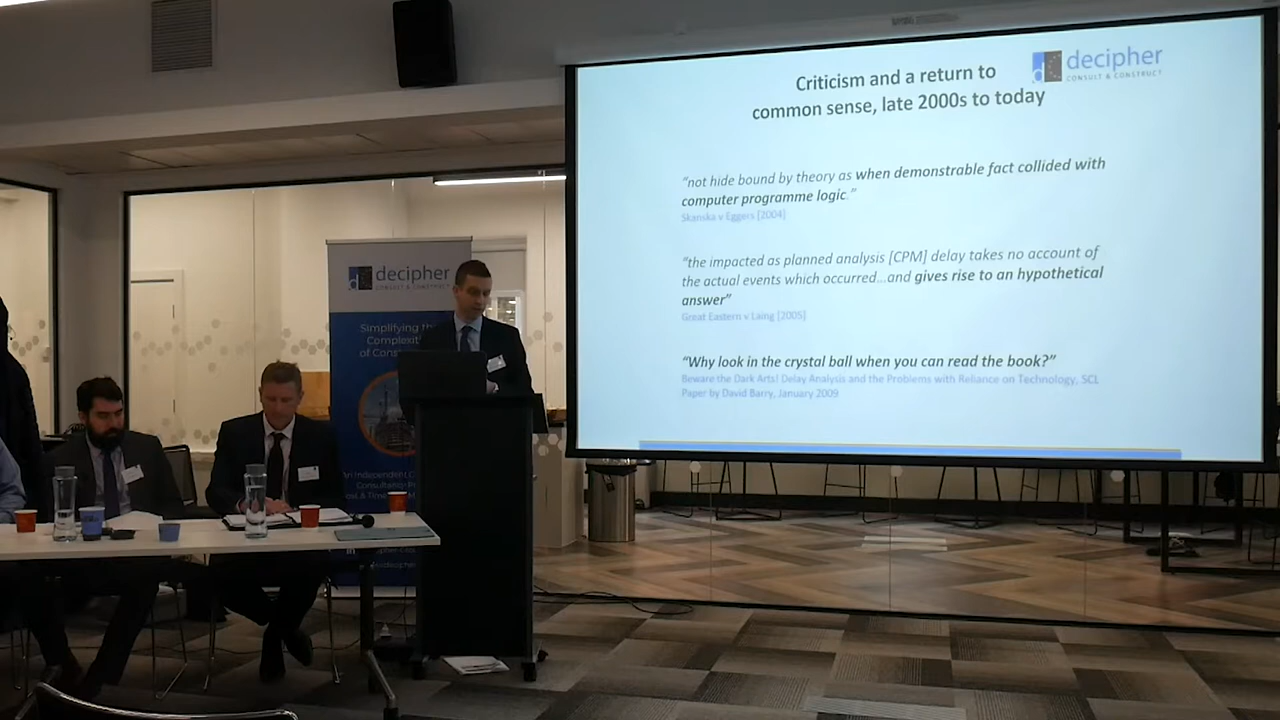 Criticism and a return to
common sense, late 2000s to today
decipher
CONSULT & CONSTRUCT
“not hide bound by theory as when demonstrable fact collided with
computer programme logic.”
Skanska v Eggers [2004]
“the impacted as planned analysis [CPM] delay takes no account of
the actual events which occurred...and gives rise to an hypothetical
answer”
Great Eastern v Laing [2005]
“Why look in the crystal ball when you can read the book?”
Beware the Dark Arts! Delay Analysis and the Problems with Reliance on Technology, SCL
Paper by David Barry, January 2009
decipher
CONSULT & CONSTRUCT
Simplifying
of